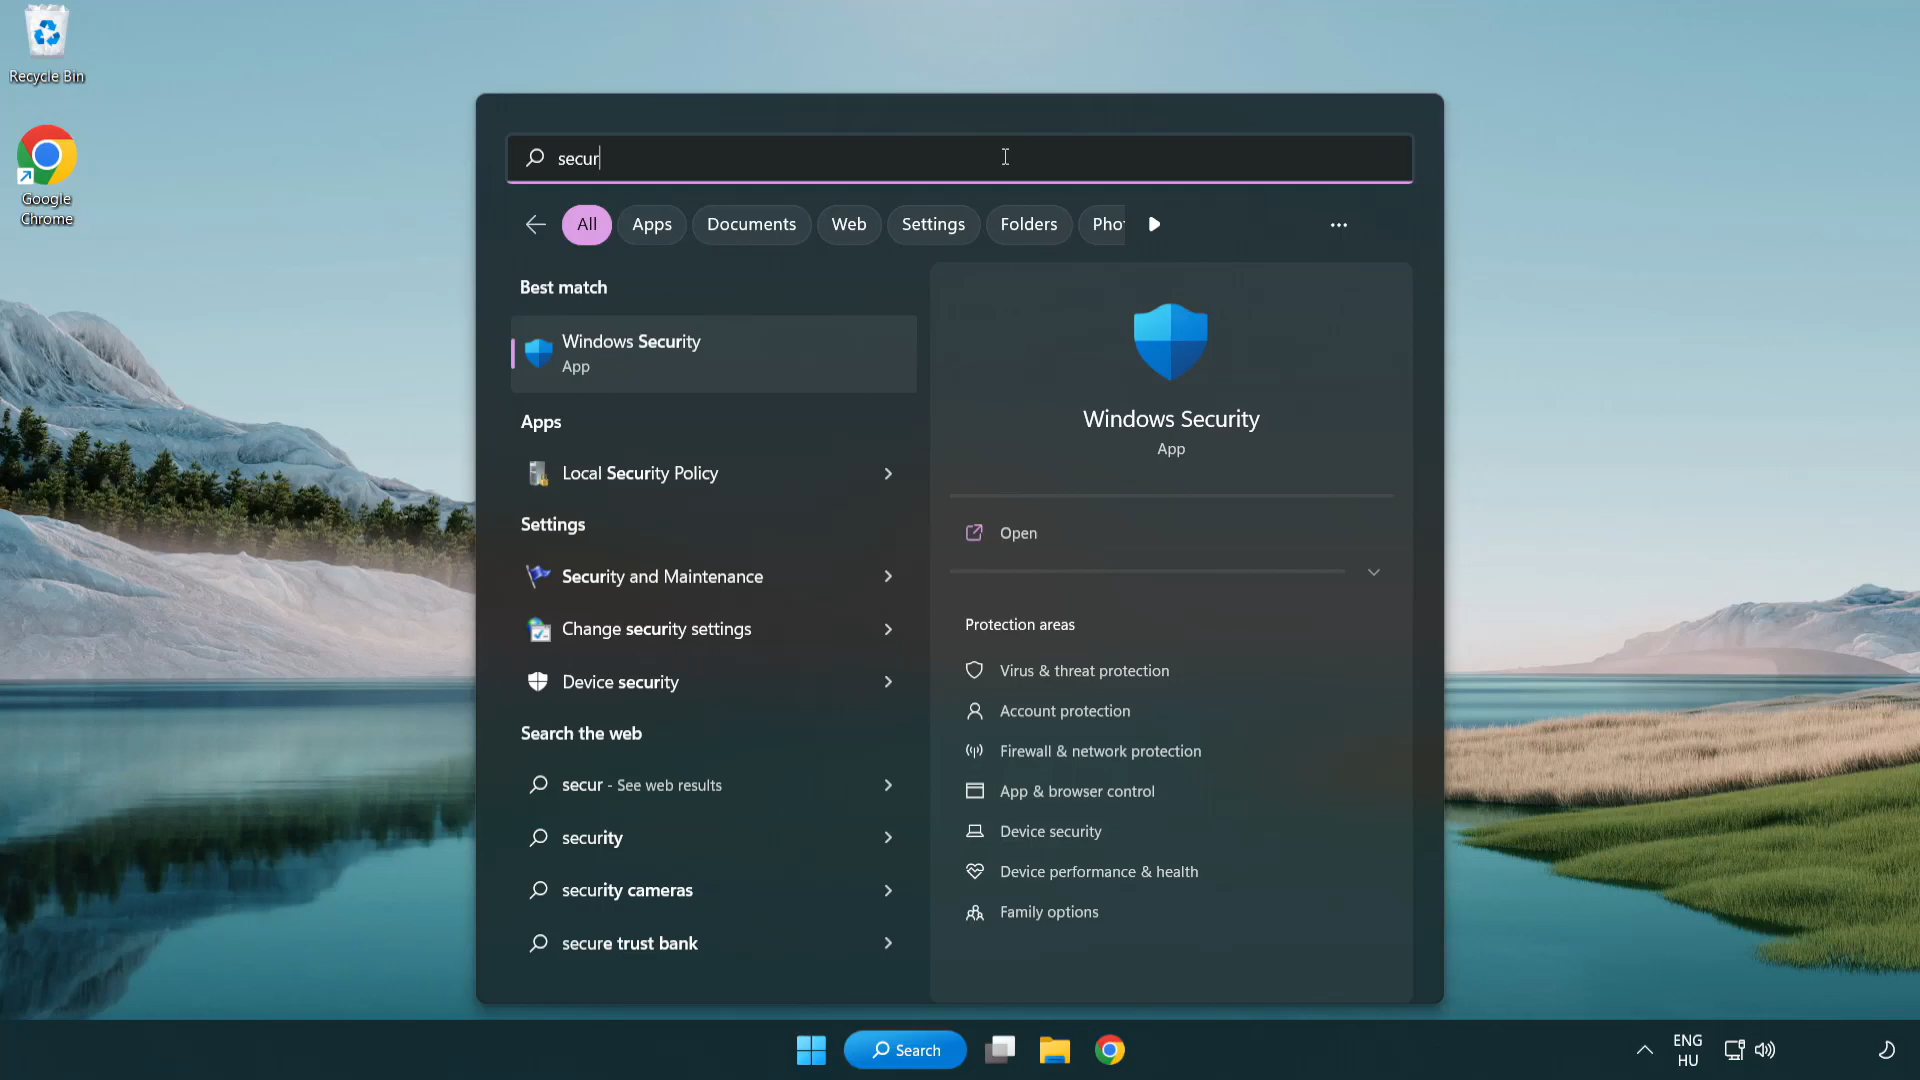 Recycle Bin
Google
Chrome
secur
All
Apps
Documents
Web
Settings
Folders
Pho
Best match
Windows Security
App
Apps
Local Security Policy
Settings
Security and Maintenance
Change security settings
Device security
Search the web
secur - See web results
security
security cameras
secure trust bank
Windows Security
App
Open
Protection areas
Virus & threat protection
Account protection
Firewall & network protection
App & browser control
Device security
Device performance & health
Family options
Search
ENG
HU